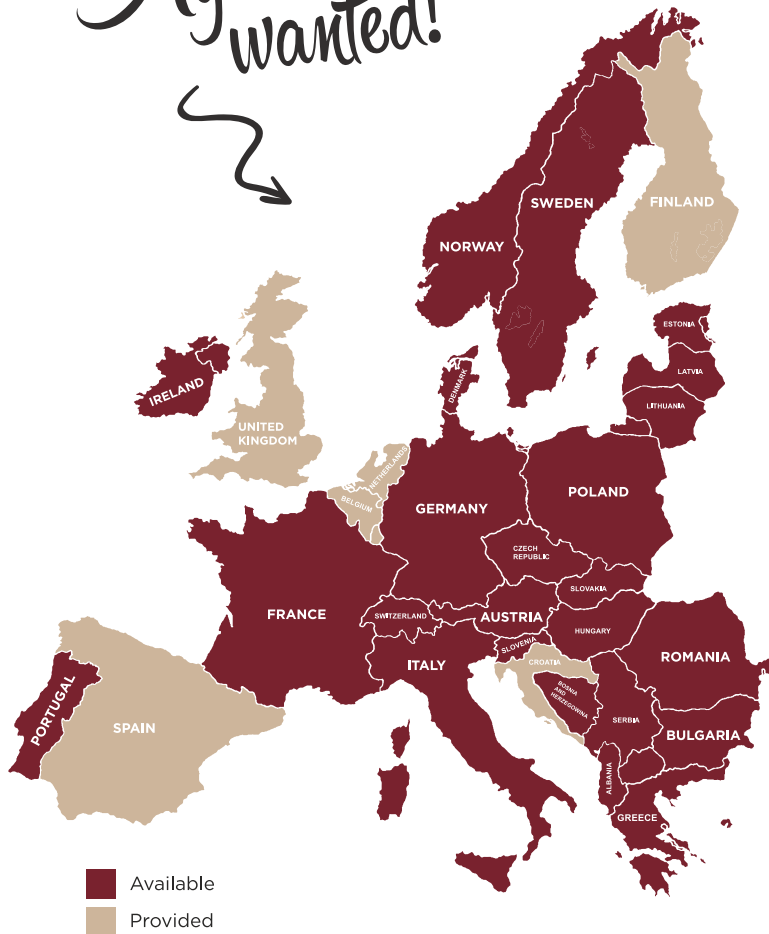 wanted!
SWEDEN
FINLAND
NORWAY
ESTONIA
LATVIA
LITHUANIA
DENMARK
IRELAND
UNITED
KINGDOM
NETHERLANDS
BELGIUM
GERMANY
POLAND
CZECH
REPUBLIC
SLOVAKIA
FRANCE
SWITZERLAND
AUSTRIA
HUNGARY
SLOVENIA
ITALY
CROATIA
ROMANIA
BOSNIA
AND
HERZEGOWINA
PORTUGAL
SPAIN
SERBIA
BULGARIA
ALBANIA
GREECE
Available
Provided